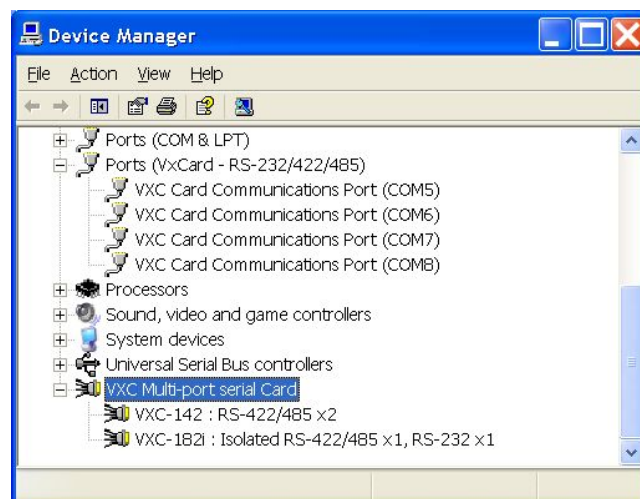 Device Manager
File Action View Help
Ports (COM & LPT)
Ports (VxCard - RS-232/422/485)
VXC Card Communications Port (COM5)
VXC Card Communications Port (COM6)
VXC Card Communications Port (COM7)
VXC Card Communications Port (COM8)
Processors
Sound, video and game controllers
System devices
Universal Serial Bus controllers
VXC Multi-port serial Card
VXC-142 : RS-422/485 x2
VXC-182i : Isolated RS-422/485 x1, RS-232 x1